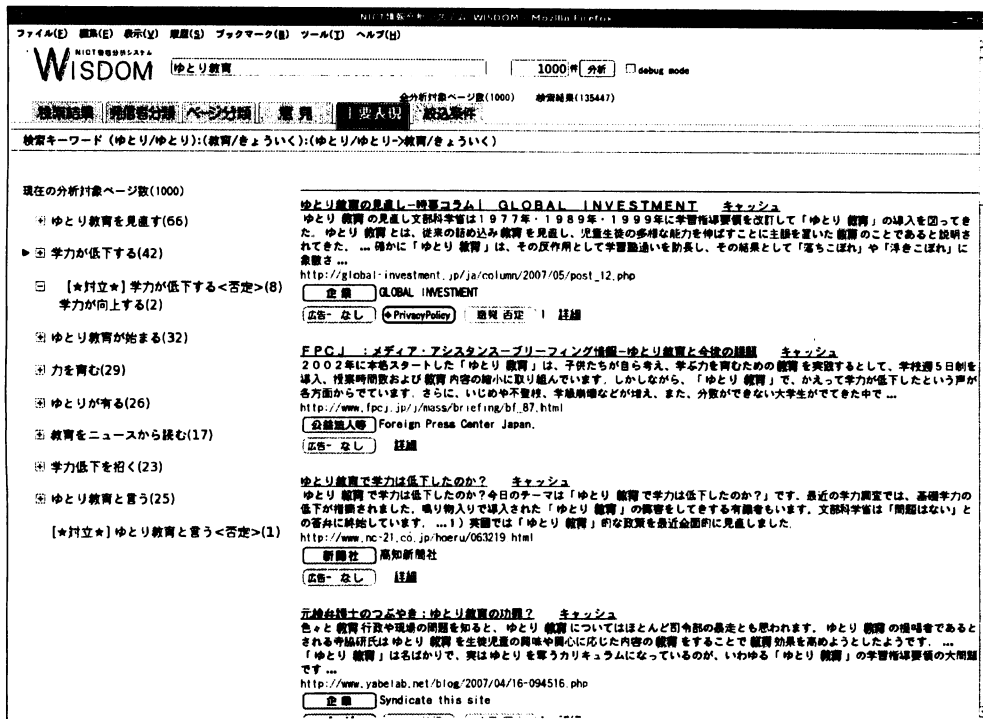 NICT情報分析システム WISDOM - Mozilla Firefox
ファイル(F) 編集(E) 表示(V) 履歴(S) ブックマーク(B) ツール(T) ヘルプ(H)
NICT情報分析システム
WISDOM ゆとり教育 1000件 分析 debug mode
全分析対象ページ数(1000) 検索結果(135447)
検索結果 発信者分類 ページ分類 意見 主要表現 絞込条件
検索キーワード (ゆとり/ゆとり):(教育/きょういく):(ゆとり/ゆとり->教育/きょういく)
現在の分析対象ページ数(1000)
ゆとり教育を見直す(66)
学力が低下する(42)
[★対立★] 学力が低下する<否定>(8)
学力が向上する(2)
ゆとり教育が始まる(32)
力を育む(29)
ゆとりが有る(26)
教育をニュースから読む(17)
学力低下を招く(23)
ゆとり教育と言う(25)
[★対立★] ゆとり教育と言う<否定>(1)
ゆとり教育の見直し-時事コラム| GLOBAL INVESTMENT キャッシュ
ゆとり 教育 の見直し文部科学省は1977年・1989年・1999年に学習指導要領を改訂して「ゆとり 教育」の導入を図ってき
た。ゆとり 教育 とは、従来の詰め込み 教育 を見直し、児童生徒の多様な能力を伸ばすことに主眼を置いた 教育 のことであると説明さ
れてきた。 ... 確かに「ゆとり 教育」は、その反作用として学習塾通いを助長し、その結果として「落ちこぼれ」や「浮きこぼれ」に
象徴さ ...
http://global-investment.jp/ja/column/2007/05/post_12.php
企業 GLOBAL INVESTMENT
広告- なし PrivacyPolicy 否定 詳細
FPCJ :メディア・アシスタンス-ブリーフィング情報-ゆとり教育と今後の課題 キャッシュ
2002年に本格スタートした「ゆとり 教育」は、子供たちが自ら考え、学ぶ力を育むための 教育 を実践するとして、学校週5日制を
導入、授業時間数および 教育 内容の縮小に取り組んでいます。しかしながら、「ゆとり 教育」で、かえって学力が低下したという声が
各方面からでています。さらに、いじめや不登校、学級崩壊などが増え、また、分数ができない大学生がでてきた中で ...
http://www.fpcj.jp/j/mass/briefing/bf_87.html
公益法人等 Foreign Press Center Japan.
広告- なし 詳細
ゆとり教育で学力は低下したのか? キャッシュ
ゆとり 教育 で学力は低下したのか?今日のテーマは「ゆとり 教育 で学力は低下したのか?」です。最近の学力調査では、基礎学力の
低下が指摘されました。鳴り物入りで導入された「ゆとり 教育」の弊害をしてきする有識者もいます。文部科学省は「問題はない」と
の答弁に終始しています。 ...1) 英国では「ゆとり 教育」的な政策を最近全面的に見直しました.
http://www.nc-21.co.jp/hoeru/063219 html
新聞社 高知新聞社
広告- なし 詳細
元検弁護士のつぶやき:ゆとり教育の功罪? キャッシュ
色々と 教育 行政や現場の問題を知ると、ゆとり 教育 についてはほとんど司令部の暴走とも思われます。 ゆとり 教育 の提唱者であると
される寺脇研氏はゆとり 教育 を生徒児童の興味や関心に応じた内容の 教育 をすることで 教育 効果を高めようとしたようです。 ...
「ゆとり 教育」は名ばかりで、実はゆとりを奪うカリキュラムになっているのが、いわゆる「ゆとり 教育」の学習指導要領の大問題
です ...
http://www.yabelab.net/blog/2007/04/16-094516.php
企業 Syndicate this site